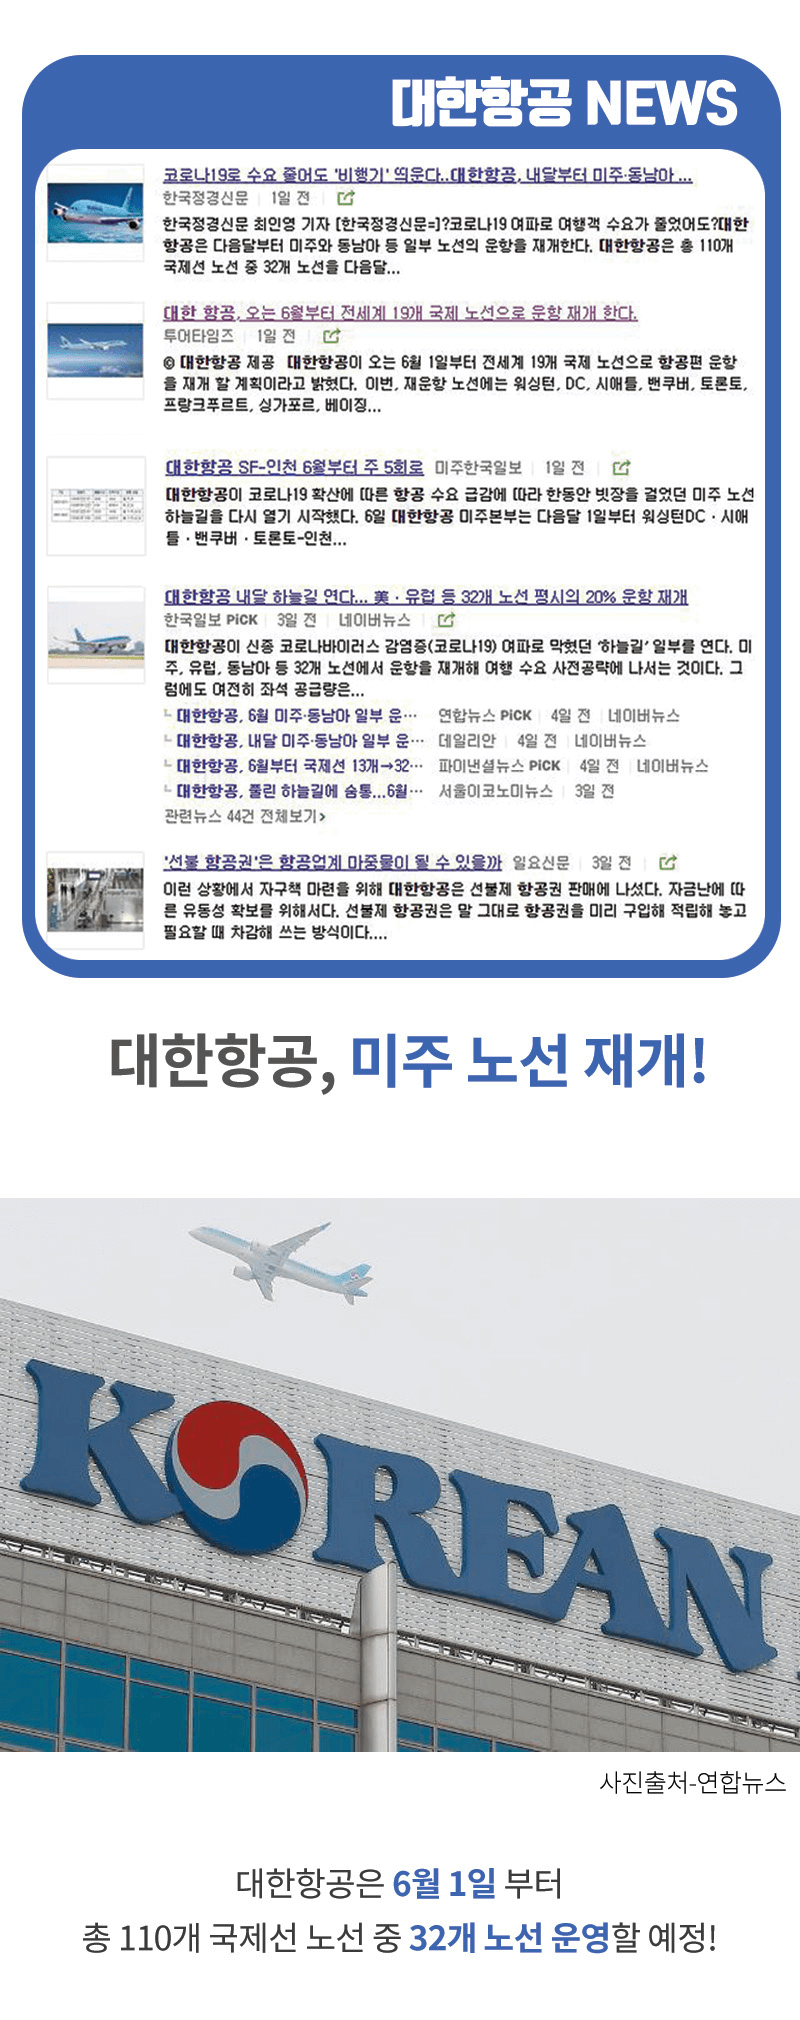 대한항공 NEWS
코로나19로 수요 줄어도 '비행기' 띄운다..대한항공, 내달부터 미주·동남아 ...
한국정경신문 | 1일 전
한국정경신문 최인영 기자 [한국정경신문=]?코로나19 여파로 여행객 수요가 줄었어도?대한
항공은 다음달부터 미주와 동남아 등 일부 노선의 운항을 재개한다. 대한항공은 총 110개
국제선 노선 중 32개 노선을 다음달...
대한 항공, 오는 6월부터 전세계 19개 국제 노선으로 운항 재개 한다.
투어타임즈 | 1일 전
© 대한항공 제공 대한항공이 오는 6월 1일부터 전세계 19개 국제 노선으로 항공편 운항
을 재개 할 계획이라고 밝혔다. 이번, 재운항 노선에는 워싱턴, DC, 시애틀, 밴쿠버, 토론토,
프랑크푸르트, 싱가포르, 베이징...
대한항공 SF-인천 6월부터 주 5회로 미주한국일보 | 1일 전
대한항공이 코로나19 확산에 따른 항공 수요 급감에 따라 한동안 빗장을 걸었던 미주 노선
하늘길을 다시 열기 시작했다. 6일 대한항공 미주본부는 다음달 1일부터 워싱턴DC · 시애
틀 · 밴쿠버 · 토론토-인천...
대한항공 내달 하늘길 연다... 美 · 유럽 등 32개 노선 평시의 20% 운항 재개
한국일보 PiCK | 3일 전 | 네이버뉴스
대한항공이 신종 코로나바이러스 감염증(코로나19) 여파로 막혔던 '하늘길' 일부를 연다. 미
주, 유럽, 동남아 등 32개 노선에서 운항을 재개해 여행 수요 사전공략에 나서는 것이다. 그
럼에도 여전히 좌석 공급량은...
대한항공, 6월 미주·동남아 일부 운··· 연합뉴스 PiCK | 4일 전 | 네이버뉴스
대한항공, 내달 미주·동남아 일부 운··· 데일리안 | 4일 전 | 네이버뉴스
대한항공, 6월부터 국제선 13개→32··· 파이낸셜뉴스 PiCK | 4일 전 | 네이버뉴스
대한항공, 풀린 하늘길에 숨통...6월··· 서울이코노미뉴스 | 3일 전
관련뉴스 44건 전체보기>
'선불 항공권'은 항공업계 마중물이 될 수 있을까 일요신문 | 3일 전
이런 상황에서 자구책 마련을 위해 대한항공은 선불제 항공권 판매에 나섰다. 자금난에 따
른 유동성 확보를 위해서다. 선불제 항공권은 말 그대로 항공권을 미리 구입해 적립해 놓고
필요할 때 차감해 쓰는 방식이다....
대한항공, 미주 노선 재개!
KOREAN
사진출처-연합뉴스
대한항공은 6월 1일 부터
총 110개 국제선 노선 중 32개 노선 운영할 예정!